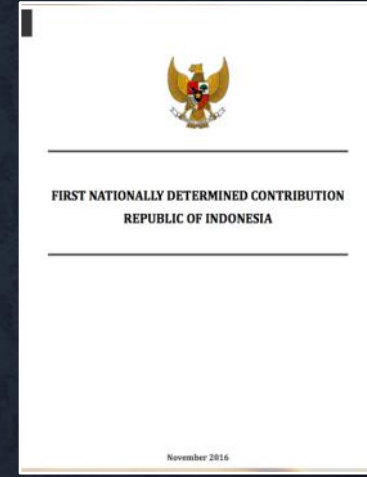 FIRST NATIONALLY DETERMINED CONTRIBUTION
REPUBLIC OF INDONESIA
November 2016